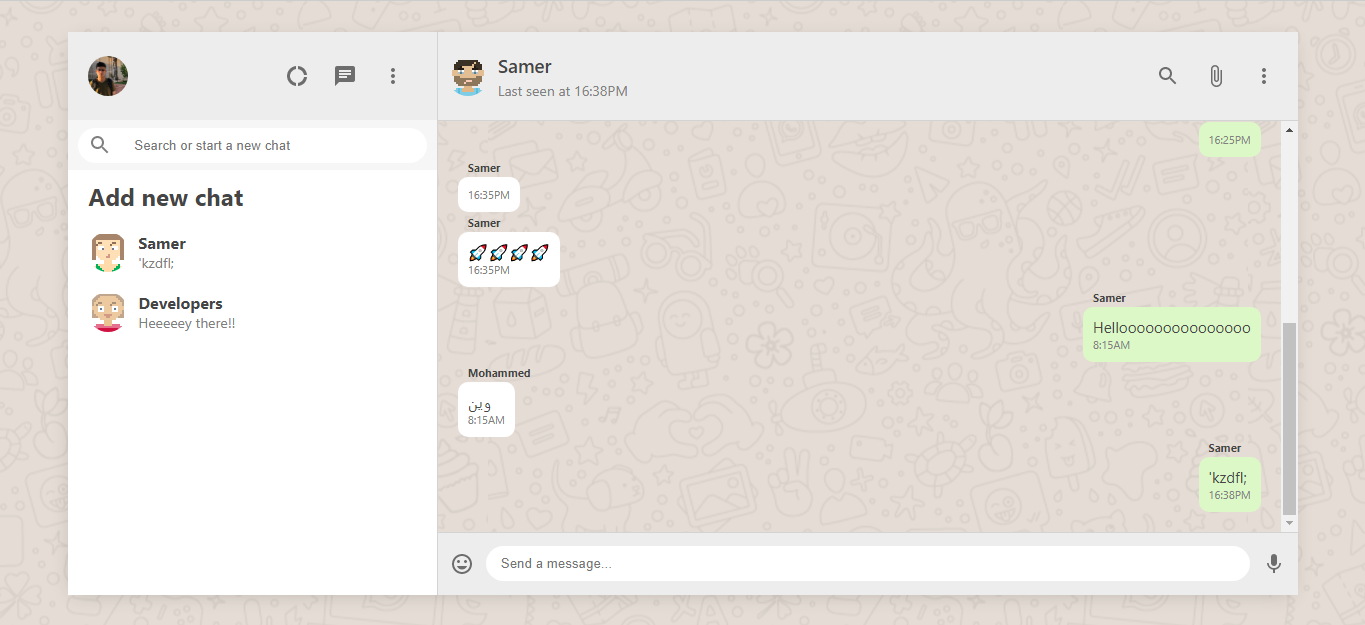 Search or start a new chat
Add new chat
Samer
'kzdfl;
Developers
Heeeeey there!!
Samer
Last seen at 16:38PM
16:25PM
Samer
16:35PM
Samer
🚀🚀🚀🚀
16:35PM
Samer
Hellooooooooooooooo
8:15AM
Mohammed
وين
8:15AM
Samer
'kzdfl;
16:38PM
Send a message...